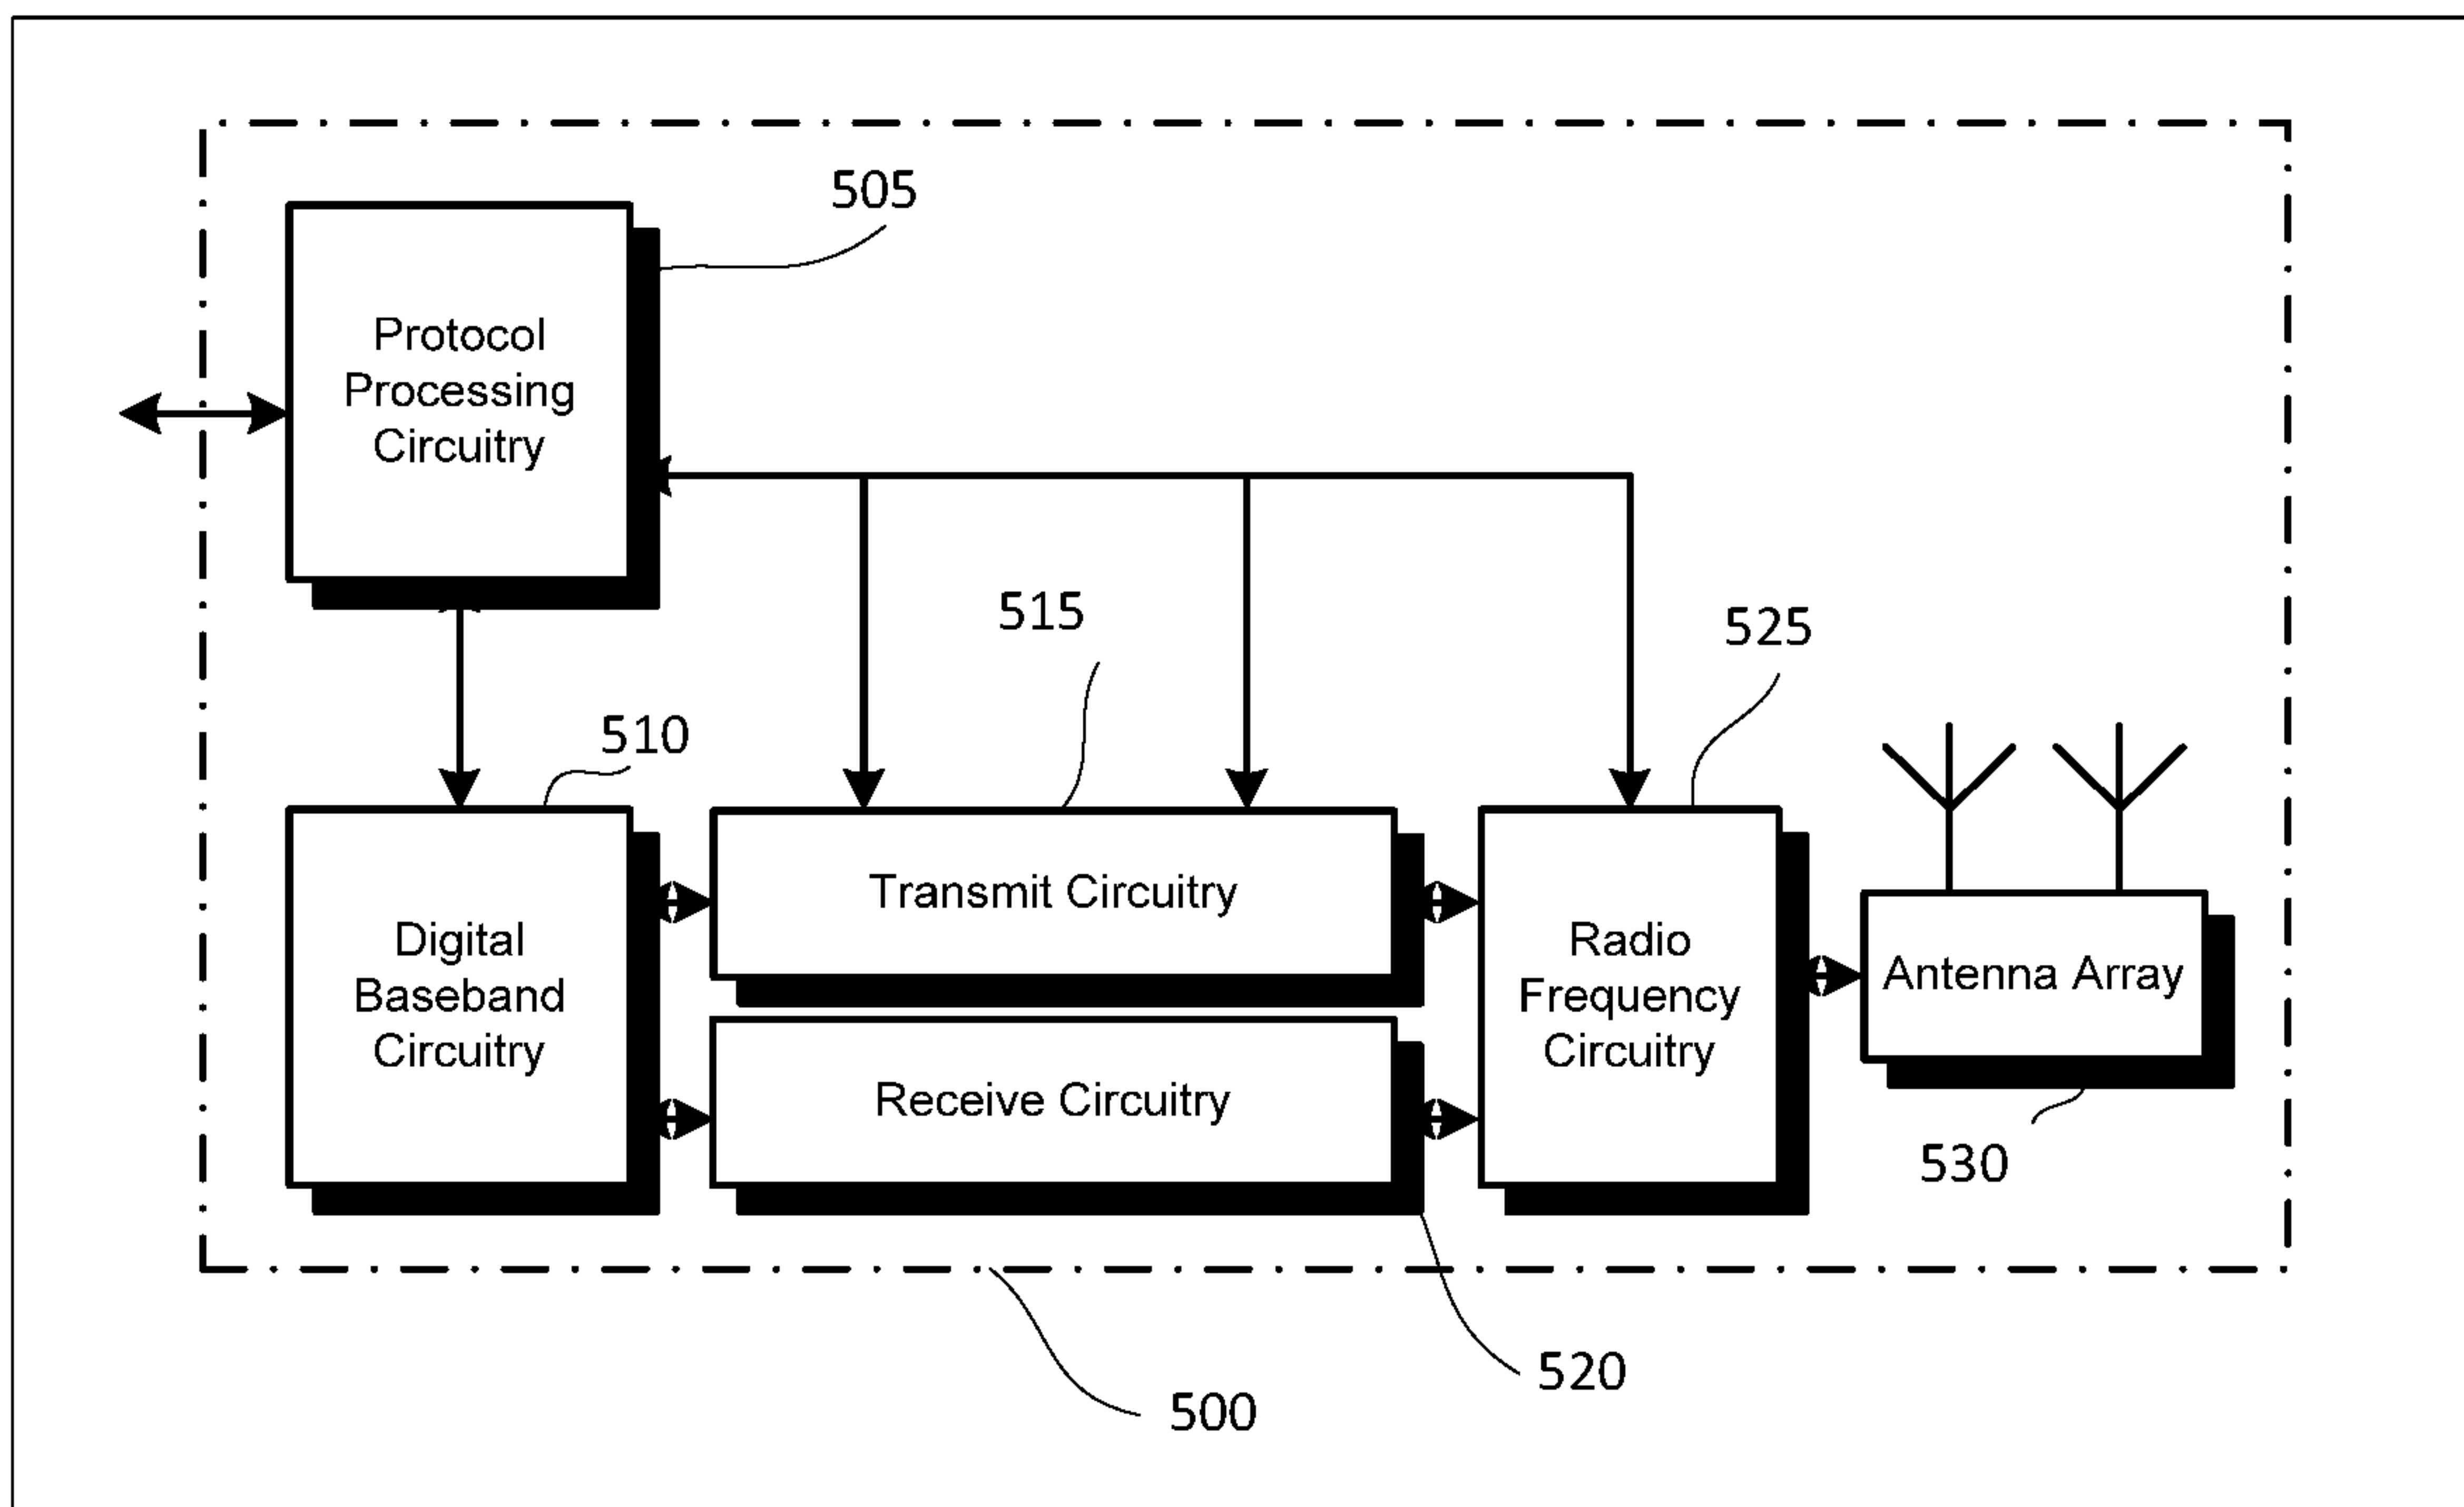 505
Protocol
Processing
Circuitry
515
525
510
Transmit Circuitry
Digital
Baseband
Circuitry
Radio
Frequency
Circuitry
Antenna Array
Receive Circuitry
530
520
500